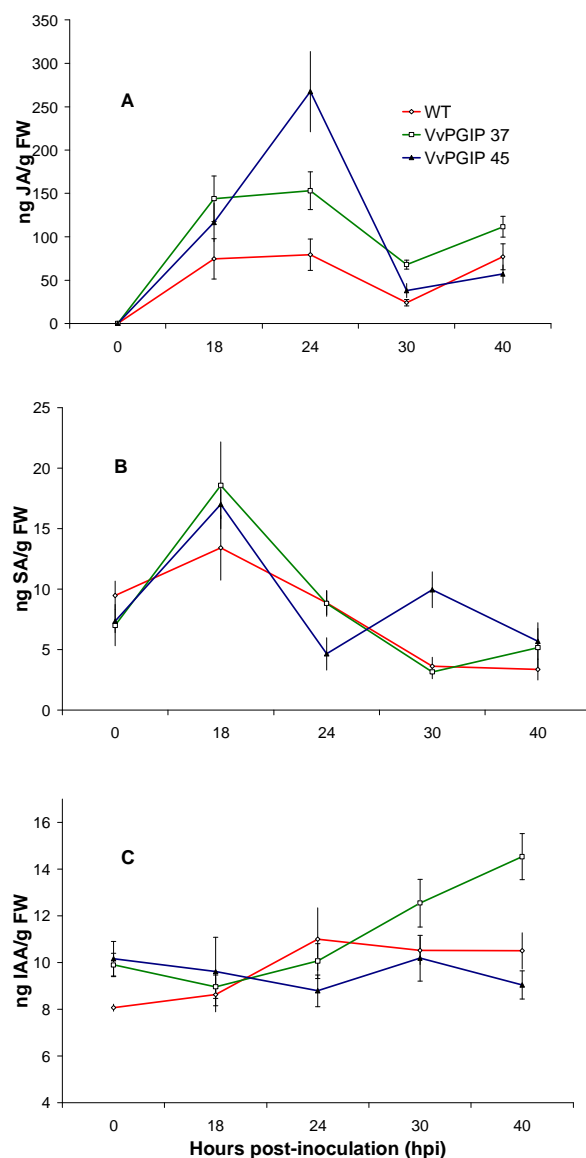 350
300
A
250
WT
VvPGIP 37
200
VvPGIP 45
150
100
50
0
ng JA/g FW
0 18 24 30 40
25
B
20
15
10
5
0
ng SA/g FW
0 18 24 30 40
16
C
14
12
10
8
6
4
ng IAA/g FW
0 18 24 30 40
Hours post-inoculation (hpi)